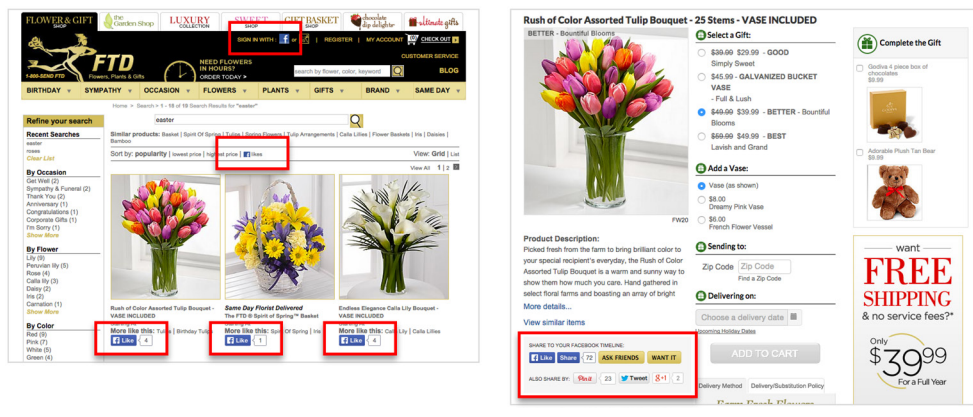 FLOWER & GIFT SHOP
the Garden Shop
LUXURY COLLECTION
SWEET SHOP
GIFT BASKET SHOP
chocolate dip delights
ultimate gifts
SIGN IN WITH: f or
| REGISTER | MY ACCOUNT
CHECK OUT
CUSTOMER SERVICE
FTD
Flowers, Plants & Gifts
1-800-SEND FTD
NEED FLOWERS
IN HOURS?
ORDER TODAY >
search by flower, color, keyword
BLOG
BIRTHDAY
SYMPATHY
OCCASION
FLOWERS
PLANTS
GIFTS
BRAND
SAME DAY
Home > Search > 1 - 18 of 18 Search Results for "easter"
Refine your search
easter
Recent Searches
easter
roses
Clear List
By Occasion
Get Well (2)
Sympathy & Funeral (2)
Thank You (2)
Anniversary (1)
Congratulations (1)
Corporate Gifts (1)
I'm Sorry (1)
Show More
By Flower
Lily (9)
Peruvian lily (5)
Rose (4)
Calla lily (3)
Daisy (2)
Iris (2)
Carnation (1)
Show More
By Color
Red (9)
Pink (7)
White (5)
Green (4)
Similar products: Basket | Spirit Of Spring | Tulips | Spring Flowers | Tulip Arrangements | Calla Lilies | Flower Baskets | Iris | Daisies |
Bamboo
Sort by: popularity | lowest price | highest price | f likes
View: Grid | List
View All 1 | 2
Rush of Color Assorted Tulip Bouquet -
VASE INCLUDED
More like this: Tulips | Birthday Tulip
Like 4
Same Day Florist Delivered
The FTD ® Spirit of Spring™ Basket
More like this: Spirit Of Spring | Iris
Like 1
Endless Elegance Calla Lily Bouquet -
VASE INCLUDED
More like this: Calla Lily | Calla Lilies
Like 4
Rush of Color Assorted Tulip Bouquet - 25 Stems - VASE INCLUDED
BETTER - Bountiful Blooms
FW20
Product Description:
Picked fresh from the farm to bring brilliant color to
your special recipient's everyday, the Rush of Color
Assorted Tulip Bouquet is a warm and sunny way to
show them how much you care. Hand gathered in
select floral farms and boasting an array of bright
More details...
View similar items
SHARE TO YOUR FACEBOOK TIMELINE:
Like Share 72 ASK FRIENDS WANT IT
ALSO SHARE BY: Pin it 23 Tweet g+1 2
Select a Gift:
$39.99 $29.99 - GOOD
Simply Sweet
$45.99 - GALVANIZED BUCKET
VASE
- Full & Lush
$49.99 $39.99 - BETTER - Bountiful
Blooms
$59.99 $49.99 - BEST
Lavish and Grand
Add a Vase:
Vase (as shown)
$8.00
Dreamy Pink Vase
$6.00
French Flower Vessel
Sending to:
Zip Code Zip Code
Find a Zip Code
Delivering on:
Choose a delivery date
Upcoming Holiday Dates
ADD TO CART
Delivery Method
Delivery/Substitution Policy
Farm Fresh Flowers
Complete the Gift
Godiva 4 piece box of
chocolates
$9.99
Adorable Plush Tan Bear
$9.99
want
FREE
SHIPPING
& no service fees?*
Only
$39.99
For a Full Year